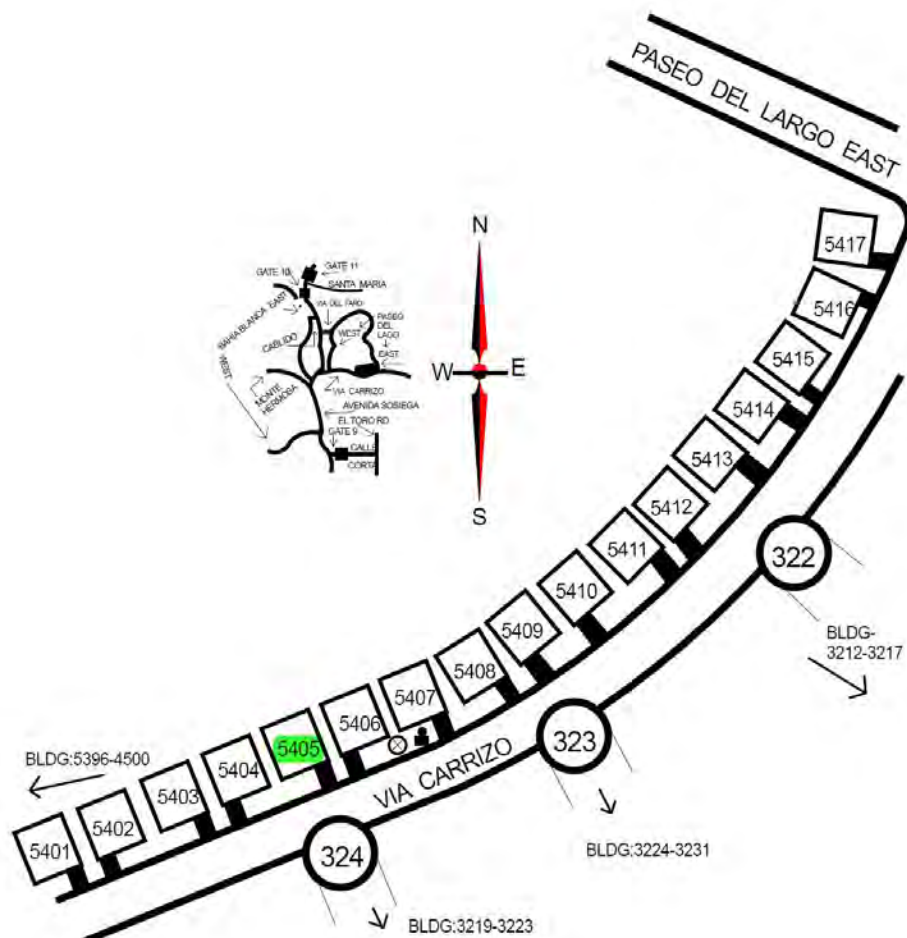 PASEO DEL LARGO EAST
N
W
E
S
GATE 10
GATE 11
SANTA MARIA
BAHIA BLANCA EAST
WEST
VIA DEL FARO
CABILDO
WEST
PASEO
DEL
LAGO
EAST
MONTE
HERMOSA
VIA CARRIZO
AVENIDA SOSIEGA
EL TORO RD
GATE 9
CALLE
CORTA
5417
5416
5415
5414
5413
5412
5411
5410
5409
5408
5407
5406
5405
5404
5403
5402
5401
322
BLDG-
3212-3217
323
BLDG:3224-3231
VIA CARRIZO
BLDG:5396-4500
324
BLDG:3219-3223